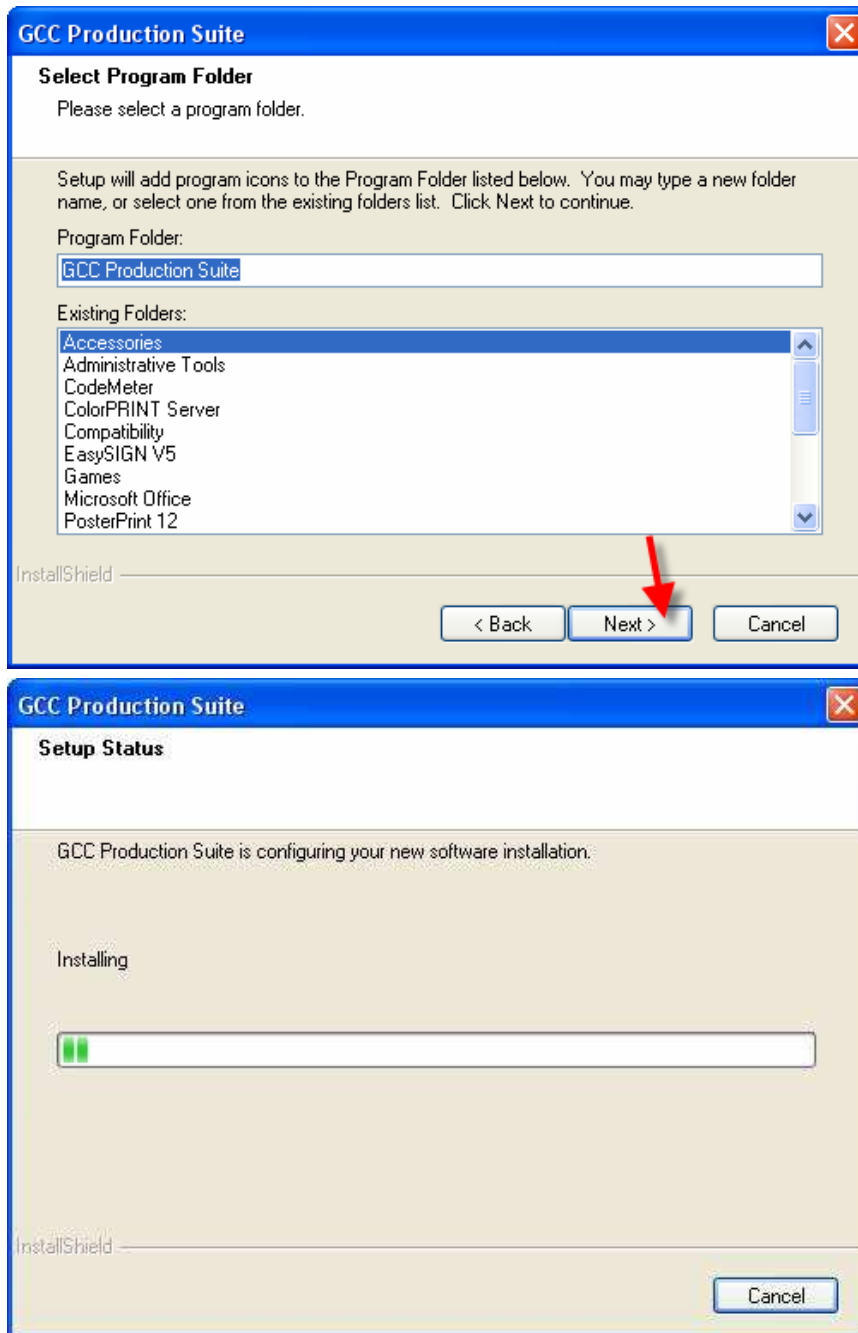 GCC Production Suite
Select Program Folder
Please select a program folder.
Setup will add program icons to the Program Folder listed below. You may type a new folder
name, or select one from the existing folders list. Click Next to continue.
Program Folder:
GCC Production Suite
Existing Folders:
Accessories
Administrative Tools
CodeMeter
ColorPRINT Server
Compatibility
EasySIGN V5
Games
Microsoft Office
PosterPrint 12
InstallShield
< Back Next > Cancel
GCC Production Suite
Setup Status
GCC Production Suite is configuring your new software installation.
Installing
InstallShield
Cancel